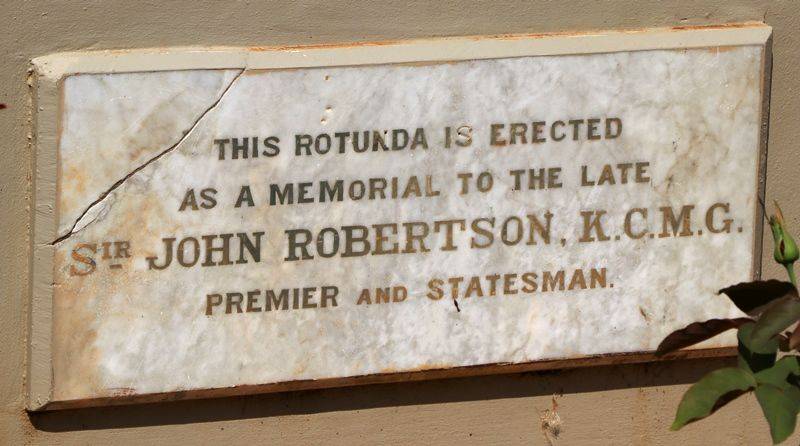 THIS ROTUNDA IS ERECTED
AS A MEMORIAL TO THE LATE
SIR JOHN ROBERTSON, K.C.M.G.
PREMIER AND STATESMAN.